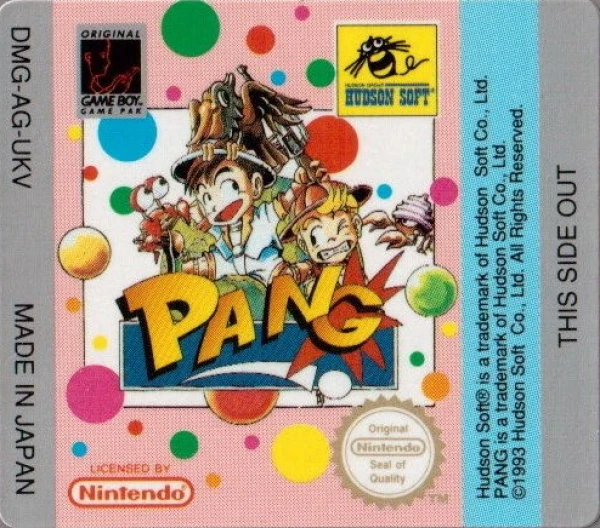 DMG-AG-UKV
MADE IN JAPAN
ORIGINAL
GAME BOY
GAME PAK
HUDSON GROUP
HUDSON SOFT
PANG
LICENSED BY
Nintendo
Original
Nintendo
Seal of
Quality
TM
Hudson Soft® is a trademark of Hudson Soft Co., Ltd.
PANG is a trademark of Hudson Soft Co., Ltd.
©1993 Hudson Soft Co., Ltd. All Rights Reserved.
THIS SIDE OUT